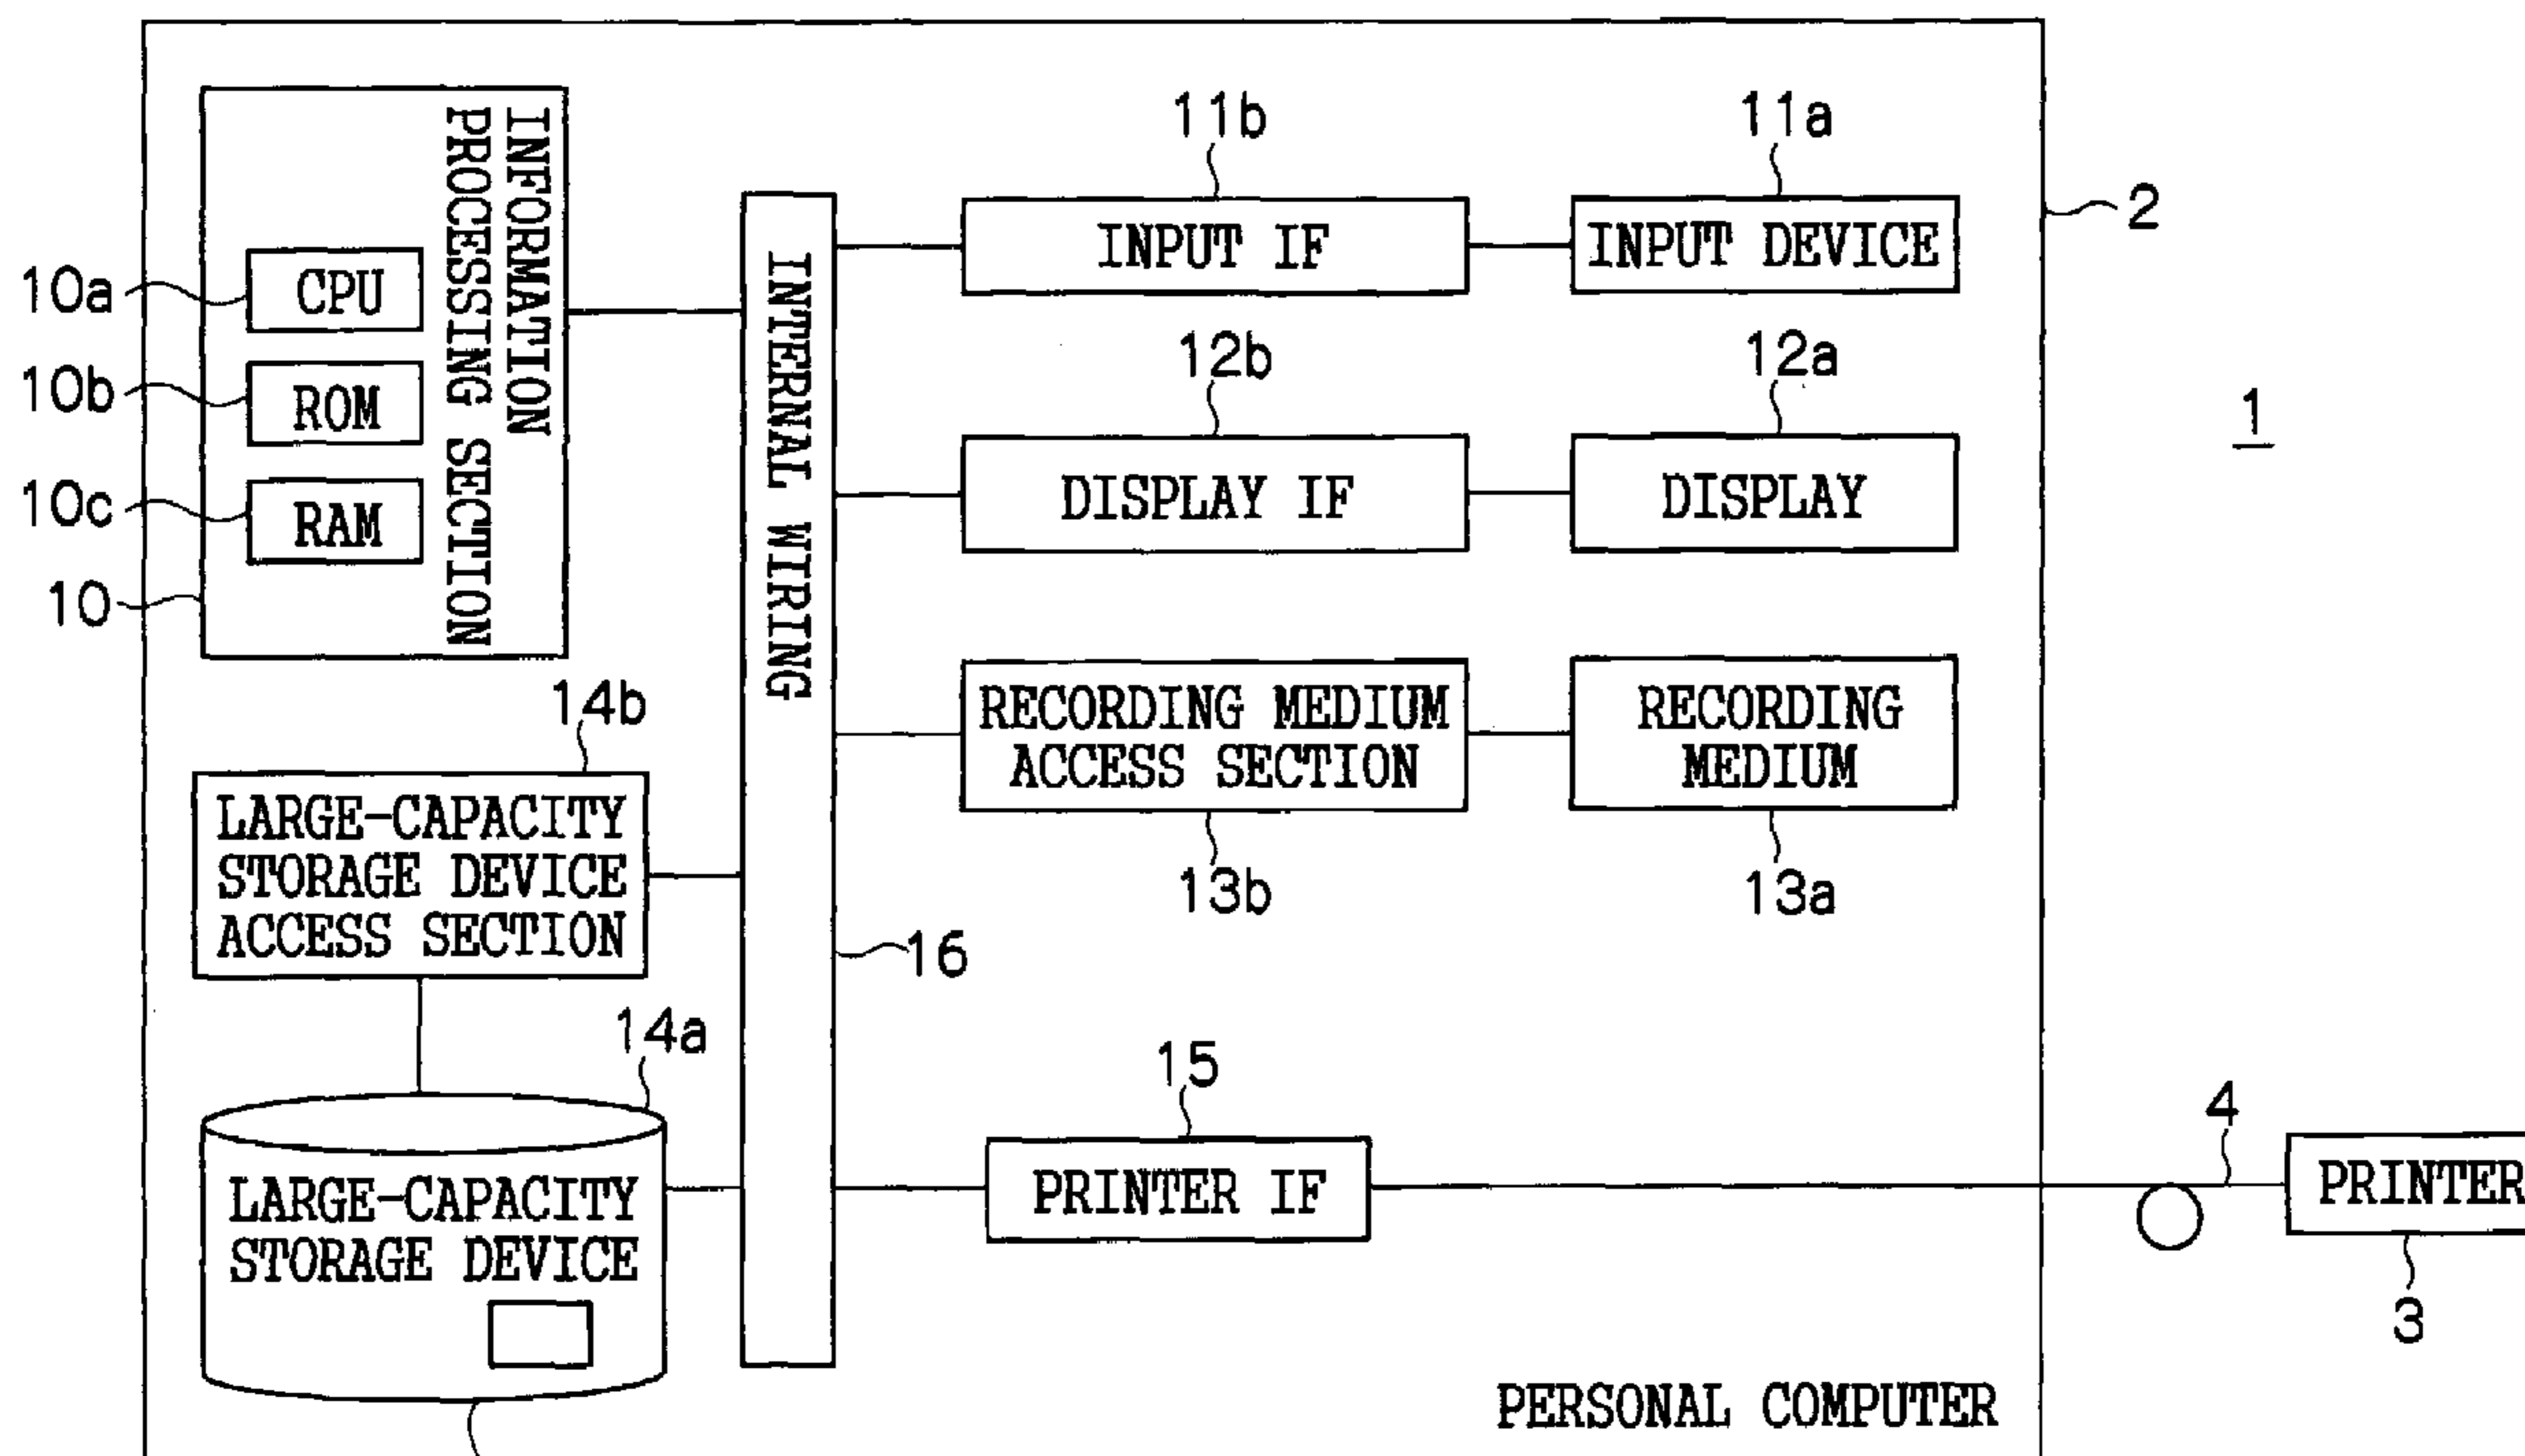 11b
11a
2
INFORMATION
PROCESSING SECTION
INPUT IF
INPUT DEVICE
10a
CPU
12b
12a
10b
ROM
1
10c
RAM
DISPLAY IF
DISPLAY
INTERNAL WIRING
10
14b
RECORDING MEDIUM
ACCESS SECTION
RECORDING
MEDIUM
LARGE-CAPACITY
STORAGE DEVICE
ACCESS SECTION
13b
13a
16
14a
15
4
LARGE-CAPACITY
STORAGE DEVICE
PRINTER IF
PRINTER
3
PERSONAL COMPUTER